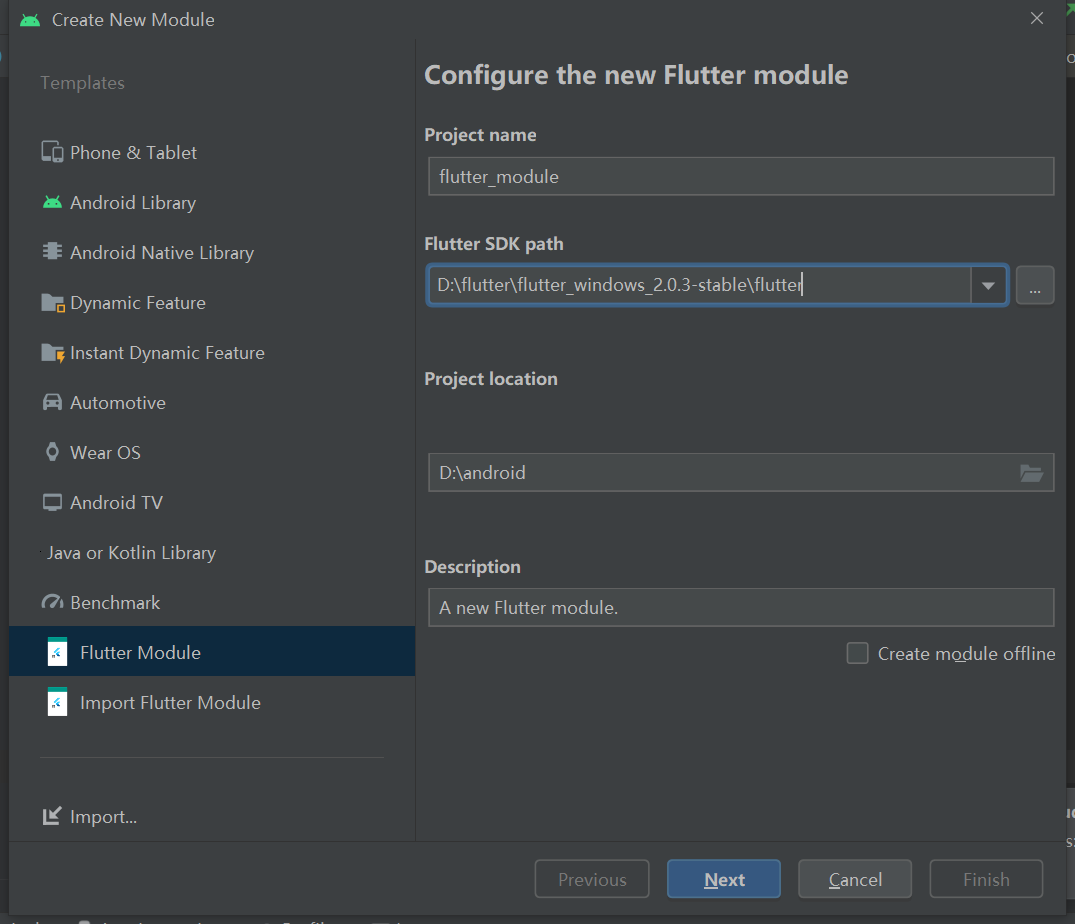 Create New Module
Templates
Phone & Tablet
Android Library
Android Native Library
Dynamic Feature
Instant Dynamic Feature
Automotive
Wear OS
Android TV
Java or Kotlin Library
Benchmark
Flutter Module
Import Flutter Module
Import...
Configure the new Flutter module
Project name
flutter_module
Flutter SDK path
D:\flutter\flutter_windows_2.0.3-stable\flutter
...
Project location
D:\android
Description
A new Flutter module.
Create module offline
Previous
Next
Cancel
Finish